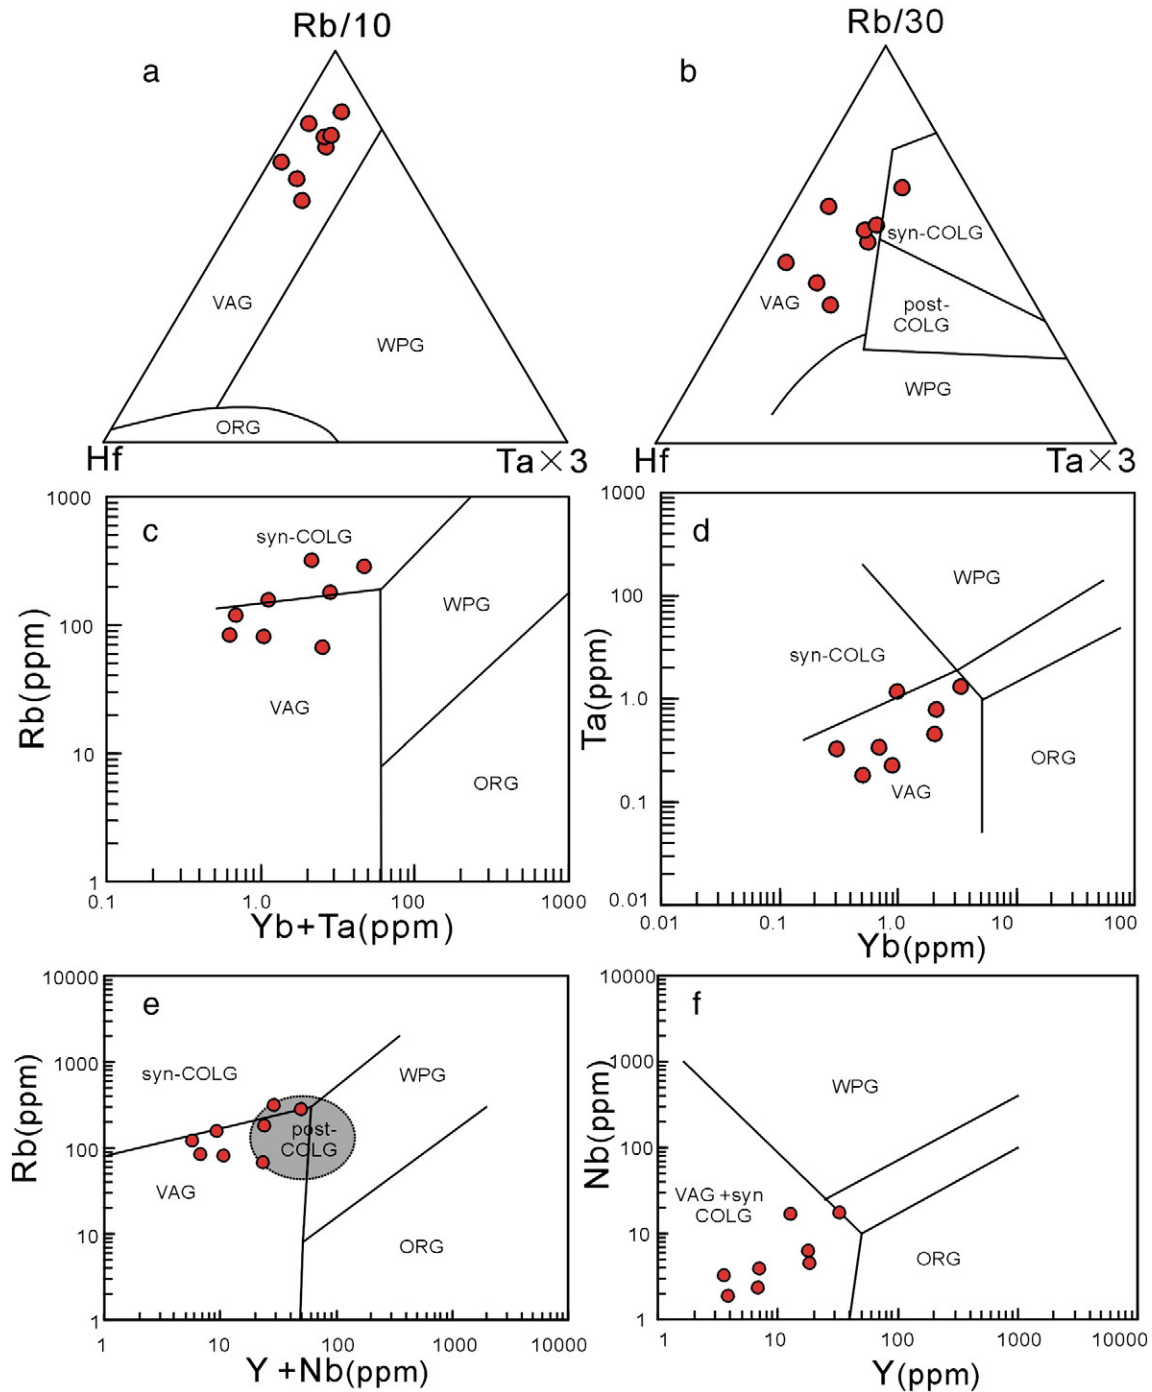 Rb/10
a
VAG
WPG
ORG
Hf
Ta×3
Rb/30
b
syn-COLG
VAG
post-
COLG
WPG
Hf
Ta×3
1000
c
syn-COLG
WPG
100
Rb(ppm)
VAG
10
ORG
1
0.1
1.0
100
1000
Yb+Ta(ppm)
1000
d
WPG
100
syn-COLG
Ta(ppm)
1.0
ORG
VAG
0.1
0.01
0.01
0.1
1.0
10
100
Yb(ppm)
10000
e
syn-COLG
WPG
1000
Rb(ppm)
post-
COLG
100
VAG
ORG
10
1
1
10
100
1000
10000
Y +Nb(ppm)
10000
f
1000
WPG
Nb(ppm)
100
VAG +syn
COLG
10
ORG
1
1
10
100
1000
10000
Y(ppm)